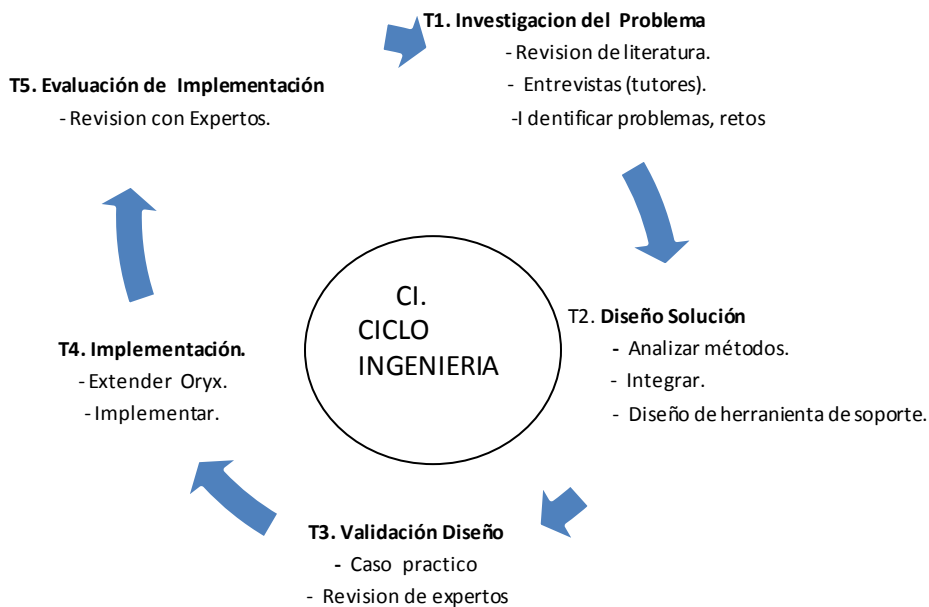 T1. Investigacion del Problema
- Revision de literatura.
- Entrevistas (tutores).
-I dentificar problemas, retos
T2. Diseño Solución
- Analizar métodos.
- Integrar.
- Diseño de herranienta de soporte.
T3. Validación Diseño
- Caso practico
- Revision de expertos
T4. Implementación.
- Extender Oryx.
- Implementar.
T5. Evaluación de Implementación
- Revision con Expertos.
CI.
CICLO
INGENIERIA